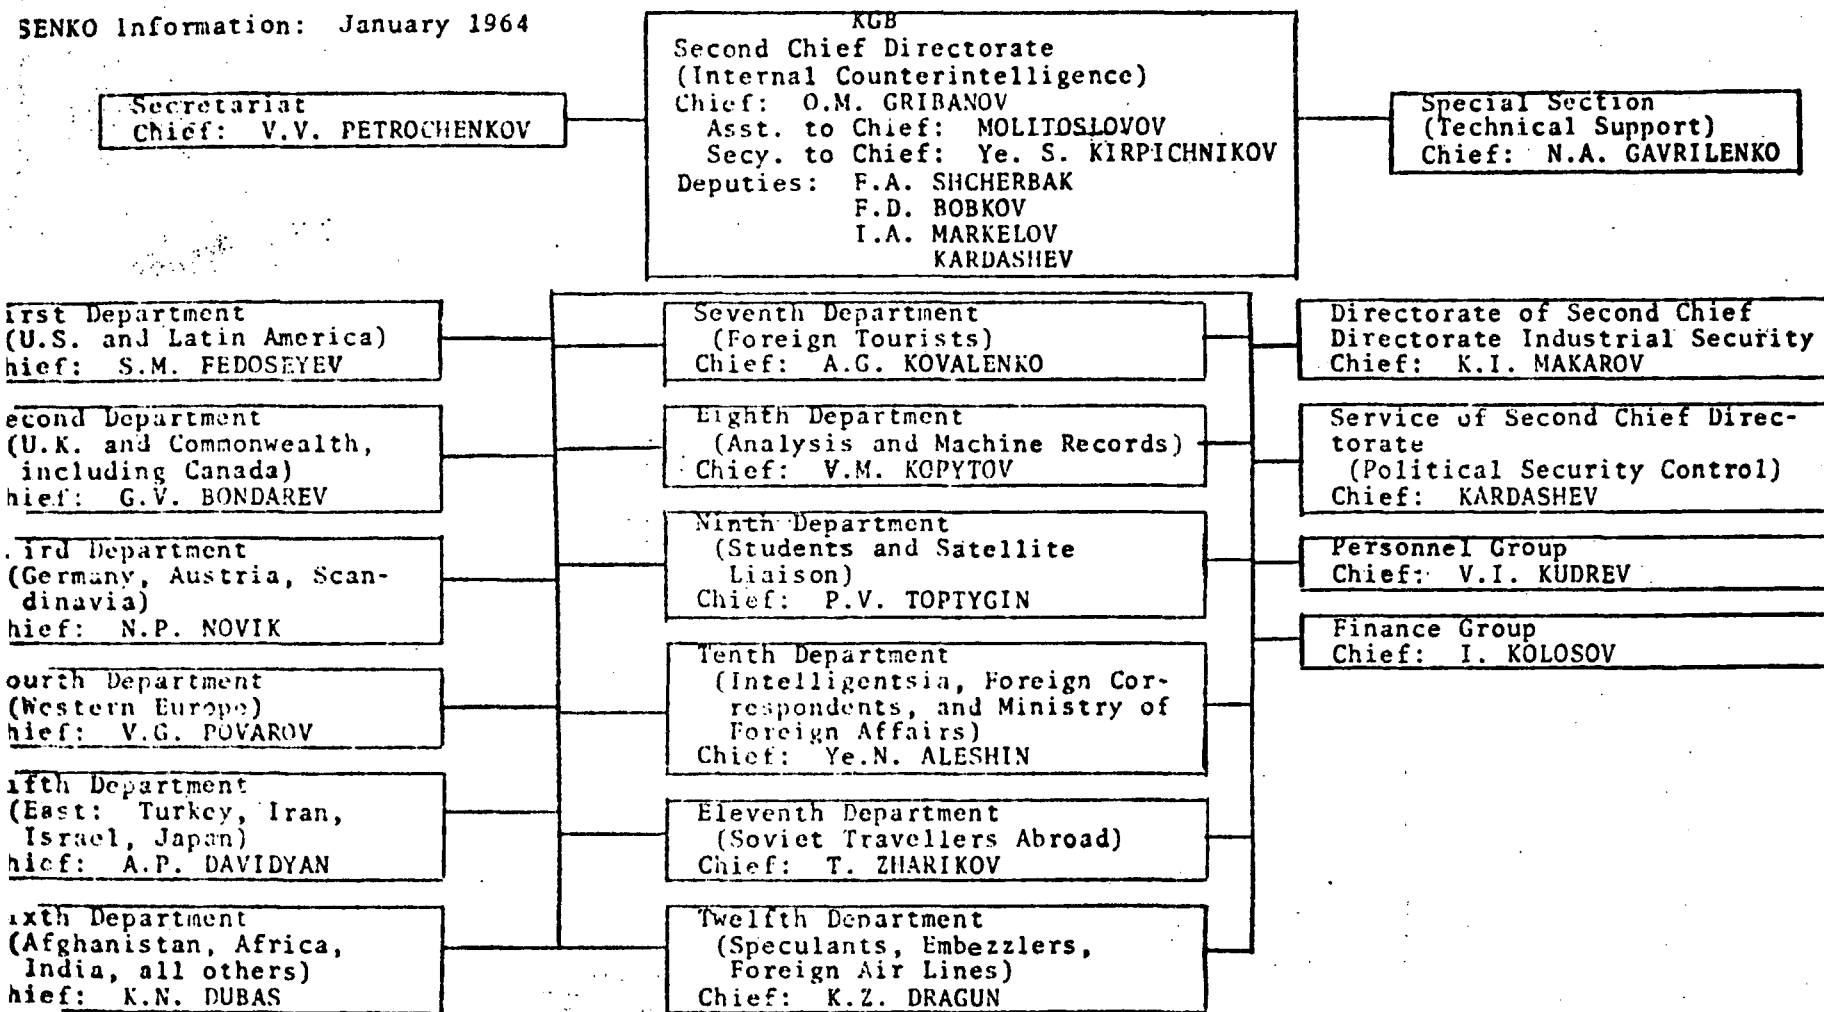 SENKO Information: January 1964
KGB
Second Chief Directorate
(Internal Counterintelligence)
Chief: O.M. GRIBANOV
Asst. to Chief: MOLITOSLOVOV
Secy. to Chief: Ye. S. KIRPICHNIKOV
Deputies: F.A. SHCHERBAK
F.D. BOBKOV
I.A. MARKELOV
KARDASHEV
Secretariat
Chief: V.V. PETROCHENKOV
Special Section
(Technical Support)
Chief: N.A. GAVRILENKO
irst Department
(U.S. and Latin America)
hief: S.M. FEDOSEYEV
econd Department
(U.K. and Commonwealth,
including Canada)
hief: G.V. BONDAREV
ird Department
(Germany, Austria, Scan-
dinavia)
hief: N.P. NOVIK
ourth Department
(Western Europe)
hief: V.G. POVAROV
ifth Department
(East: Turkey, Iran,
Israel, Japan)
hief: A.P. DAVIDYAN
ixth Department
(Afghanistan, Africa,
India, all others)
hief: K.N. DUBAS
Seventh Department
(Foreign Tourists)
Chief: A.G. KOVALENKO
Eighth Department
(Analysis and Machine Records)
Chief: V.M. KOPYTOV
Ninth Department
(Students and Satellite
Liaison)
Chief: P.V. TOPTYGIN
Tenth Department
(Intelligentsia, Foreign Cor-
respondents, and Ministry of
Foreign Affairs)
Chief: Ye.N. ALESHIN
Eleventh Department
(Soviet Travellers Abroad)
Chief: T. ZHARIKOV
Twelfth Department
(Speculants, Embezzlers,
Foreign Air Lines)
Chief: K.Z. DRAGUN
Directorate of Second Chief
Directorate Industrial Security
Chief: K.I. MAKAROV
Service of Second Chief Direc-
torate
(Political Security Control)
Chief: KARDASHEV
Personnel Group
Chief: V.I. KUDREV
Finance Group
Chief: I. KOLOSOV